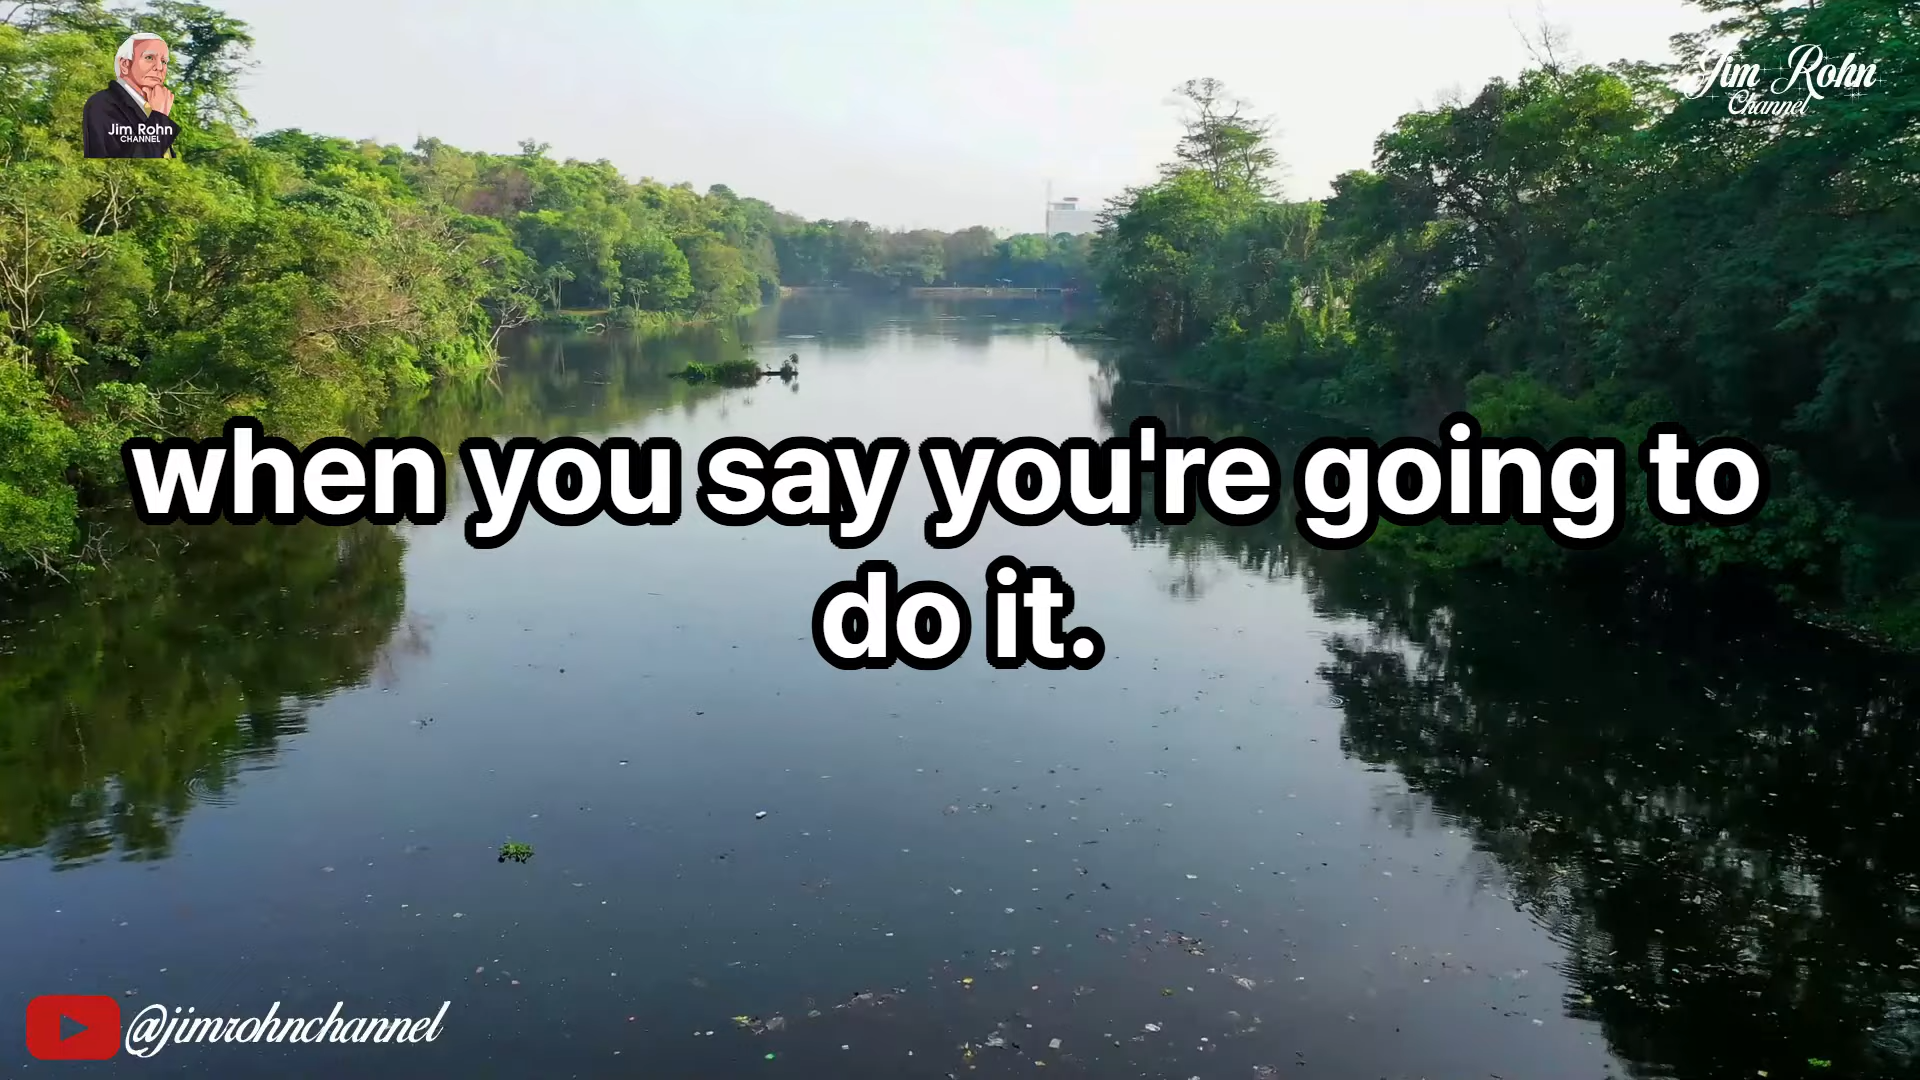 Jim Rohn
CHANNEL
Jim Rohn
Channel
when you say you're going to
do it.
@jimrohnchannel